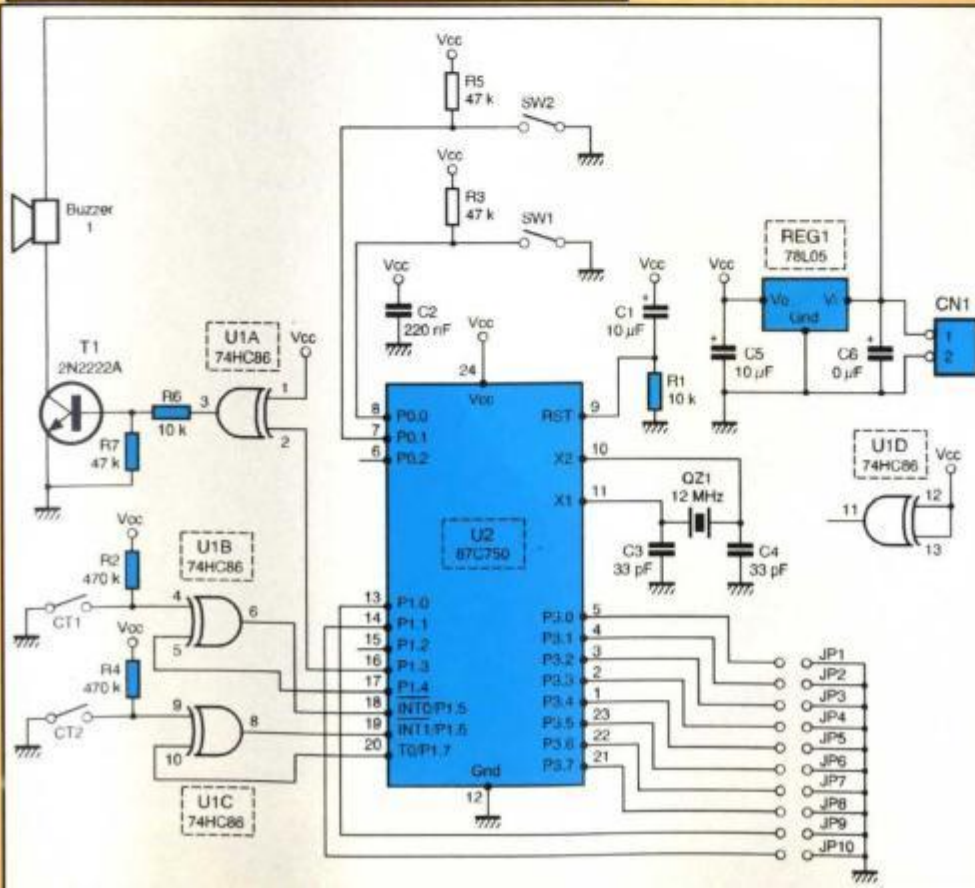 Vcc
R5
47 k
SW2
Vcc
R3
47 k
SW1
Buzzer
1
Vcc
C2
220 nF
Vcc
Vcc
C1
10 µF
R1
10 k
Vcc
REG1
78L05
Vo
Vi
Gnd
C5
10 µF
C6
0 µF
CN1
1
2
T1
2N2222A
U1A
74HC86
Vcc
R6
10 k
3
1
2
R7
47 k
24
Vcc
8
P0.0
7
P0.1
6
P0.2
RST
9
X2
10
X1
11
QZ1
12 MHz
C3
33 pF
C4
33 pF
U1D
74HC86
Vcc
11
12
13
U2
87C750
Vcc
R2
470 k
U1B
74HC86
CT1
4
5
6
Vcc
R4
470 k
CT2
9
10
8
U1C
74HC86
13
P1.0
14
P1.1
15
P1.2
16
P1.3
17
P1.4
18
INT0/P1.5
19
INT1/P1.6
20
T0/P1.7
Gnd
12
P3.0
5
P3.1
4
P3.2
3
P3.3
2
P3.4
1
P3.5
23
P3.6
22
P3.7
21
JP1
JP2
JP3
JP4
JP5
JP6
JP7
JP8
JP9
JP10